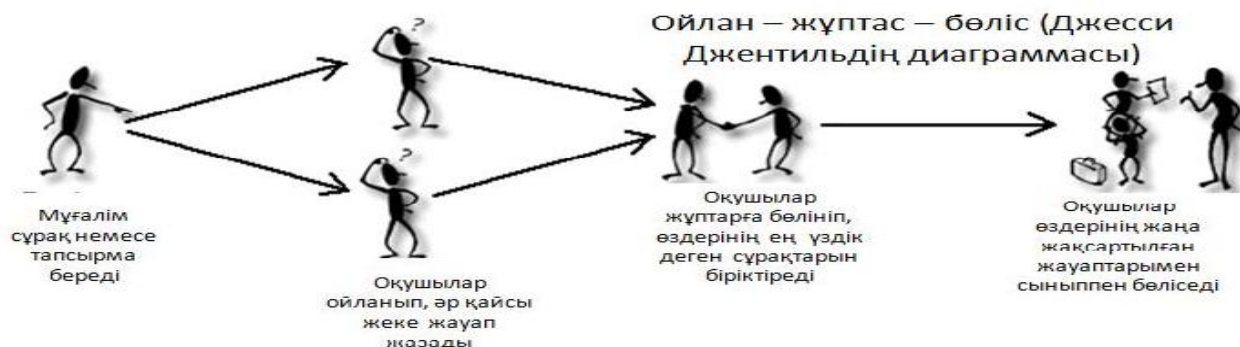 Ойлан – жұптас – бөліс (Джесси
Джентильдің диаграммасы)
?
?
Мұғалім
сұрақ немесе
тапсырма
береді
Оқушылар
ойланып, әр қайсы
жеке жауап
жазады
Оқушылар
жұптарға бөлініп,
өздерінің ең үздік
деген сұрақтарын
біріктіреді
Оқушылар
өздерінің жаңа
жақсартылған
жауаптарымен
сыныппен бөліседі